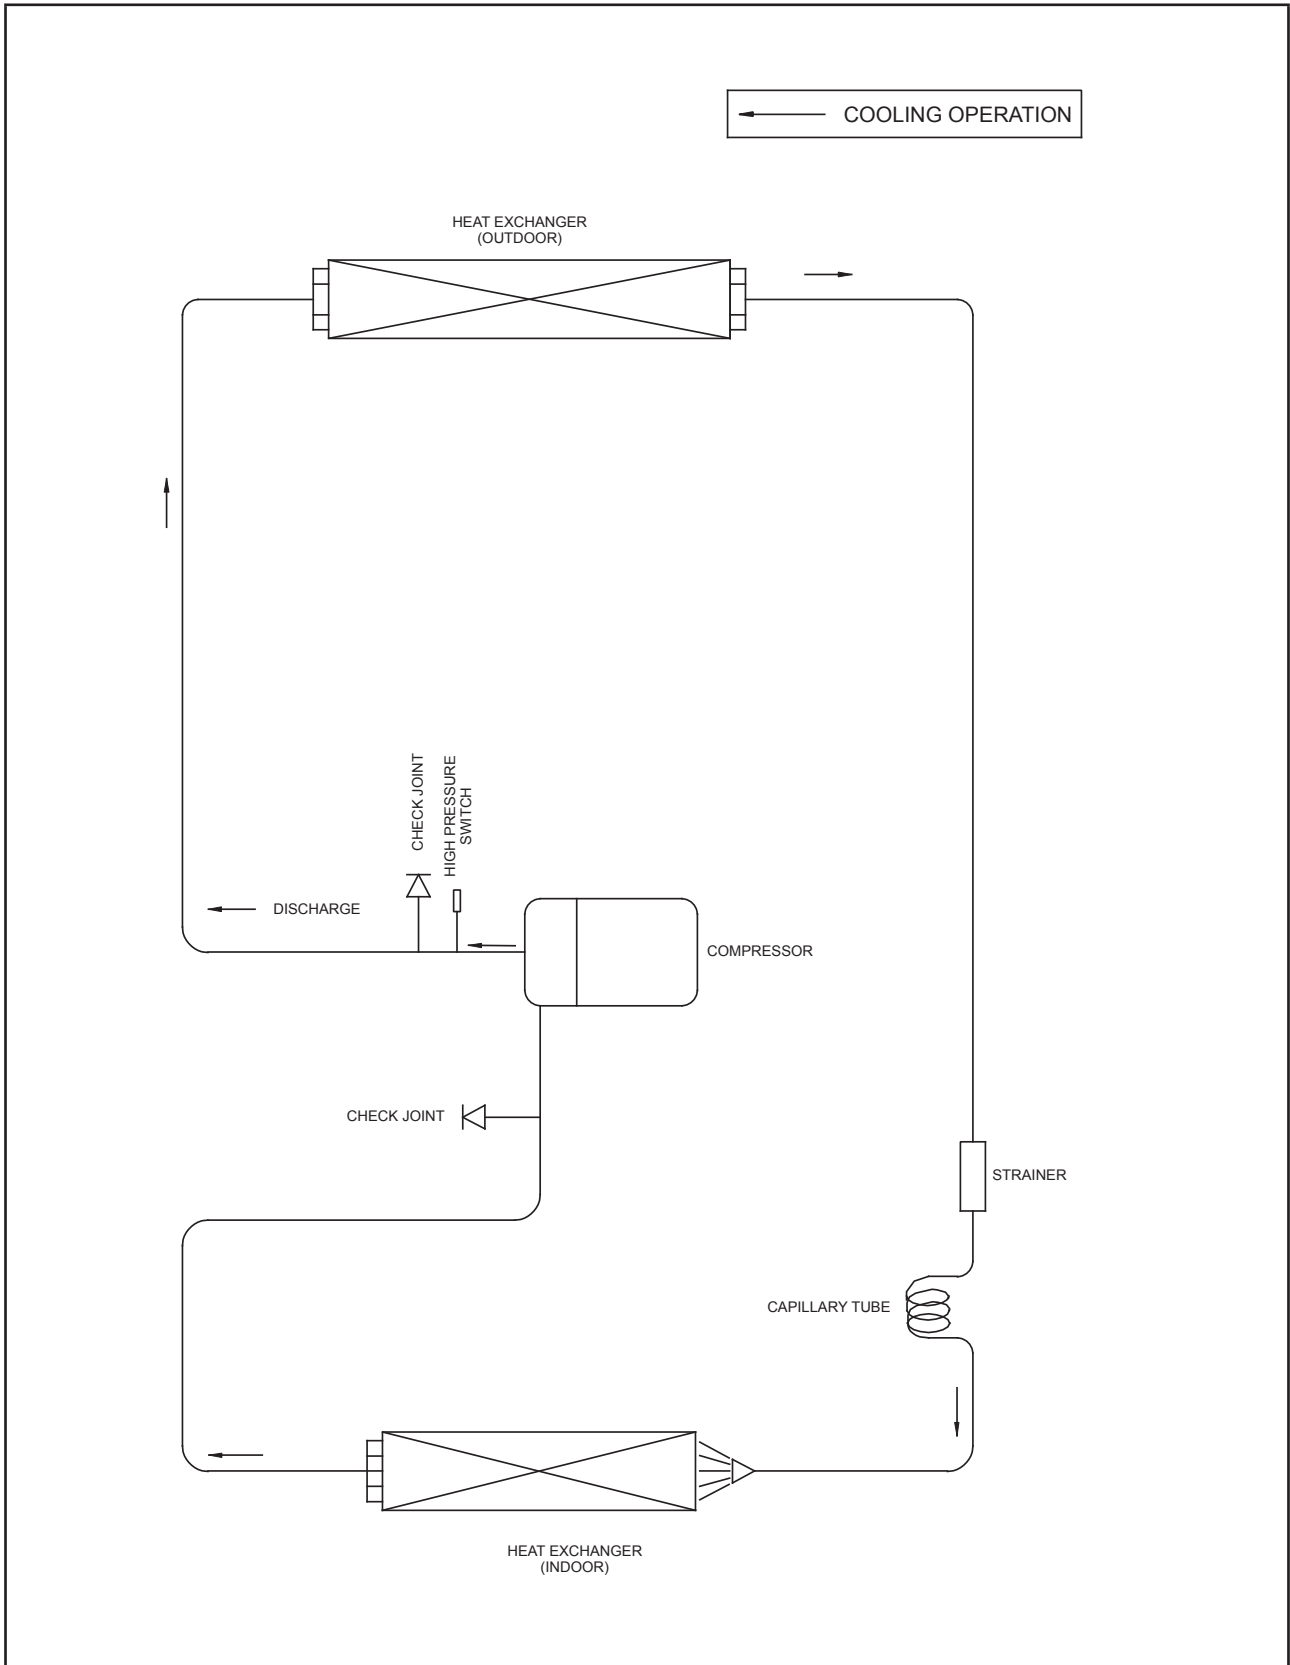 COOLING OPERATION
HEAT EXCHANGER
(OUTDOOR)
CHECK JOINT
HIGH PRESSURE
SWITCH
DISCHARGE
COMPRESSOR
CHECK JOINT
STRAINER
CAPILLARY TUBE
HEAT EXCHANGER
(INDOOR)